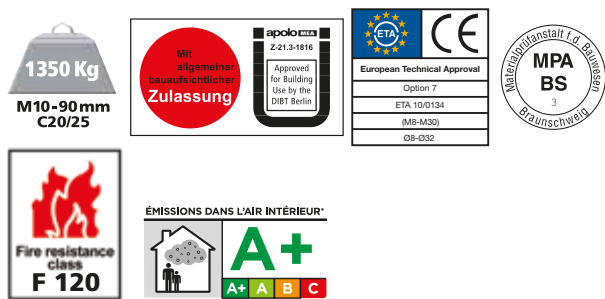 1350 Kg
M10-90mm
C20/25
Mit
allgemeiner
bauaufsichtlicher
Zulassung
apolo MEA
Z-21.3-1816
Approved
for Building
Use by the
DIBT Berlin
ETA
CE
European Technical Approval
Option 7
ETA 10/0134
(M8-M30)
Ø8-Ø32
Materialprüfanstalt f.d. Bauwesen
MPA
BS
3
Braunschweig
Fire resistance
class
F 120
ÉMISSIONS DANS L'AIR INTÉRIEUR*
A+
A+ A B C